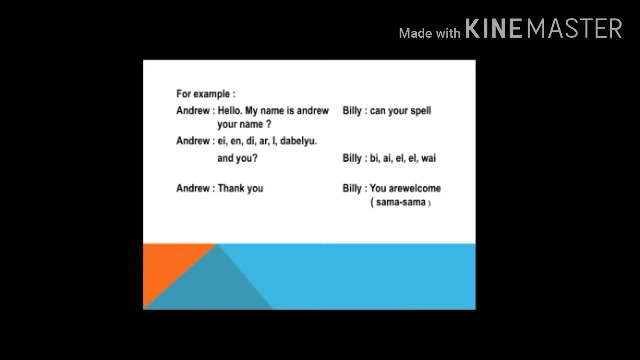 Made with KINEMASTER
For example :
Andrew : Hello. My name is andrew Billy : can your spell
your name ?
Andrew : ei, en, di, ar, I, dabelyu.
and you? Billy : bi, ai, el, el, wai
Andrew : Thank you Billy : You arewelcome
( sama-sama )